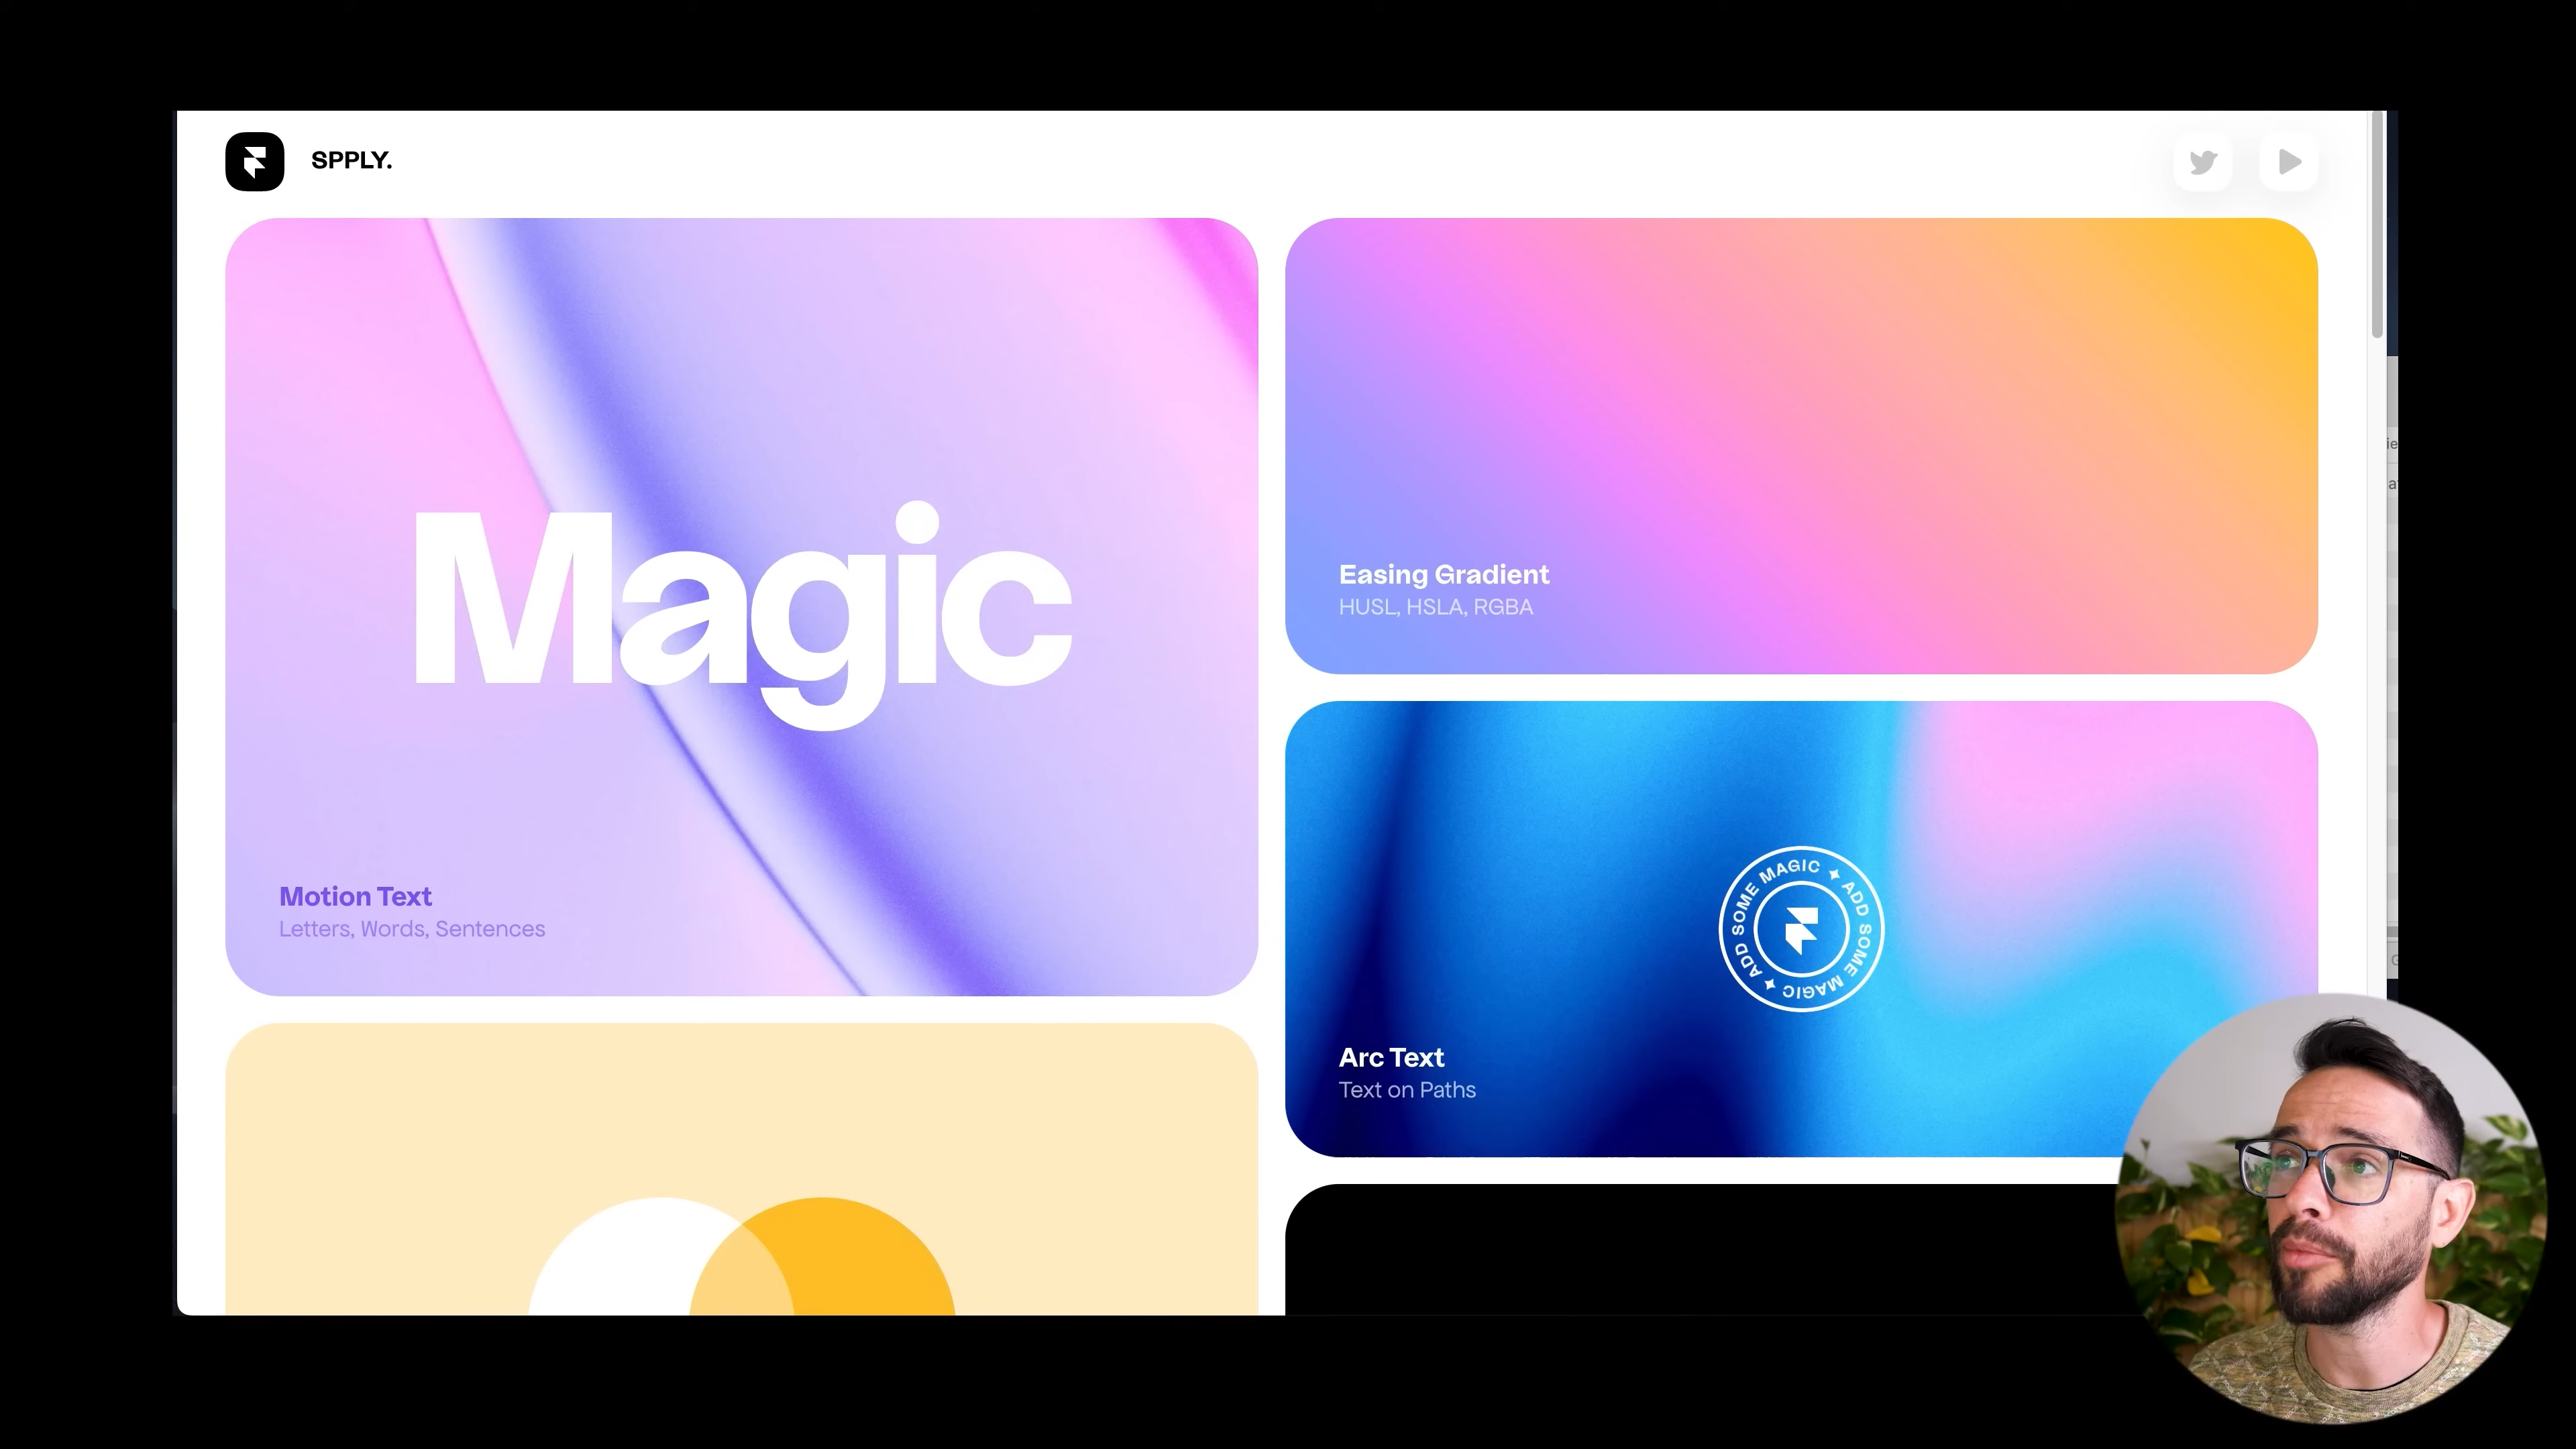 SPPLY.
Magic
Motion Text
Letters, Words, Sentences
Easing Gradient
HUSL, HSLA, RGBA
ADD SOME MAGIC ✦ ADD SOME MAGIC ✦
Arc Text
Text on Paths